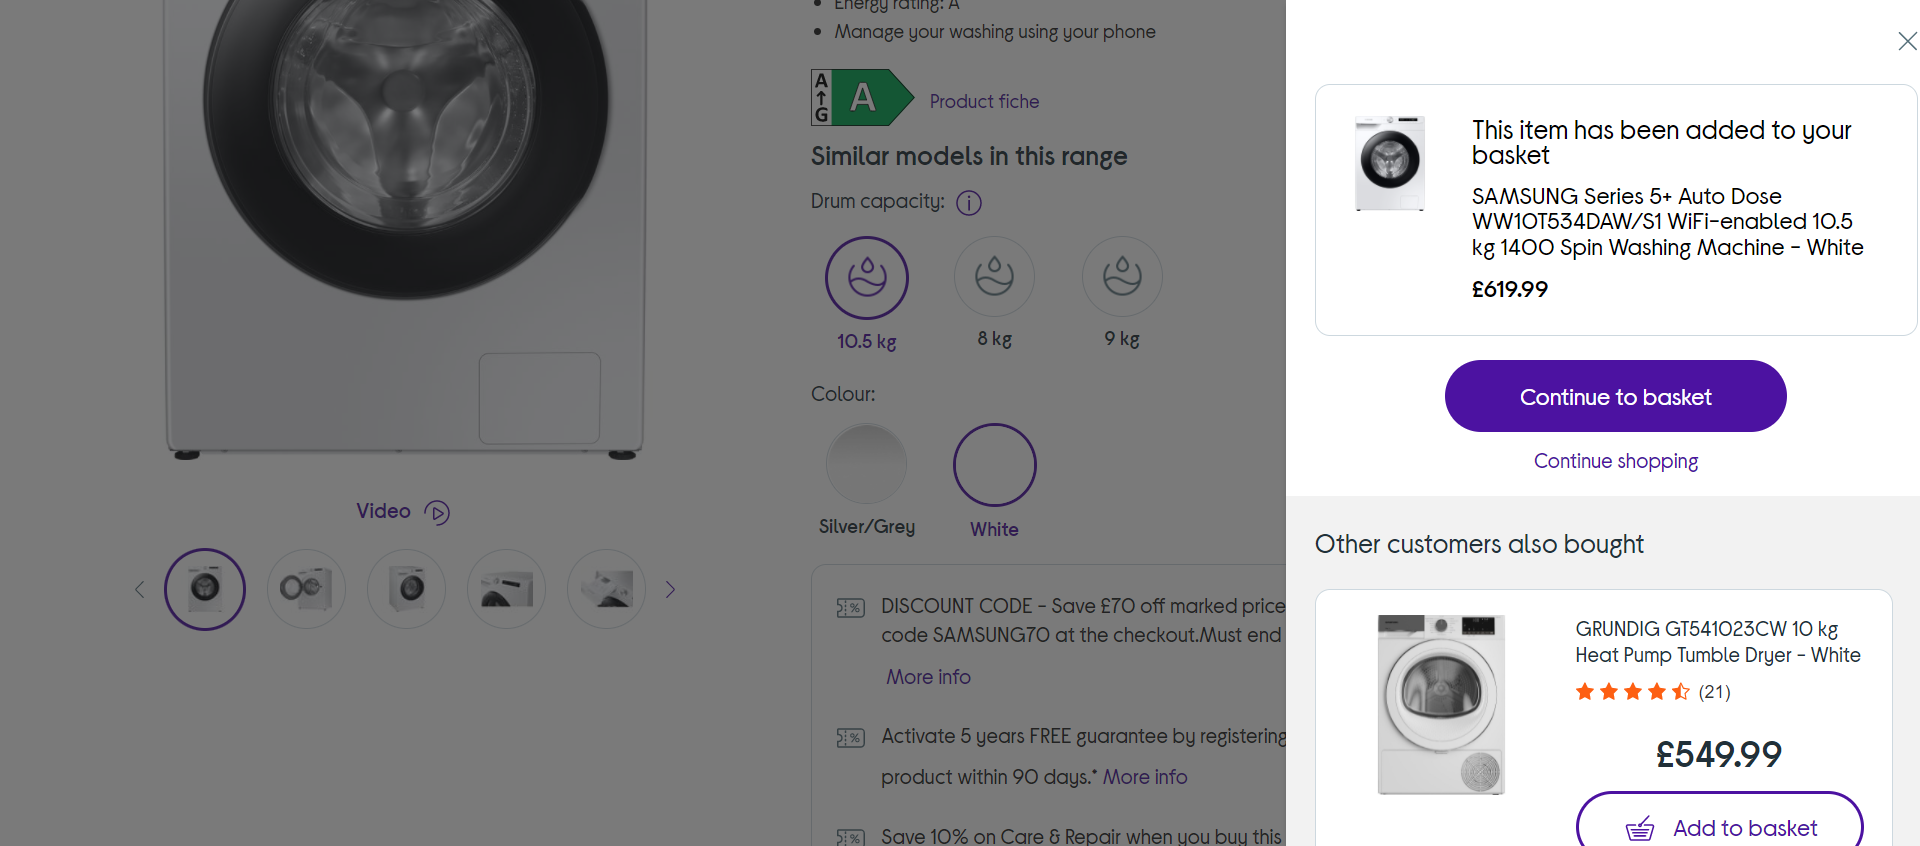 Energy rating: A
Manage your washing using your phone
A
G
A
Product fiche
Similar models in this range
Drum capacity:
10.5 kg
8 kg
9 kg
Colour:
Silver/Grey
White
Video
DISCOUNT CODE - Save £70 off marked price
code SAMSUNG70 at the checkout.Must end
More info
Activate 5 years FREE guarantee by registering
product within 90 days.* More info
Save 10% on Care & Repair when you buy this
This item has been added to your
basket
SAMSUNG Series 5+ Auto Dose
WW10T534DAW/S1 WiFi-enabled 10.5
kg 1400 Spin Washing Machine - White
£619.99
Continue to basket
Continue shopping
Other customers also bought
GRUNDIG GT541023CW 10 kg
Heat Pump Tumble Dryer - White
(21)
£549.99
Add to basket